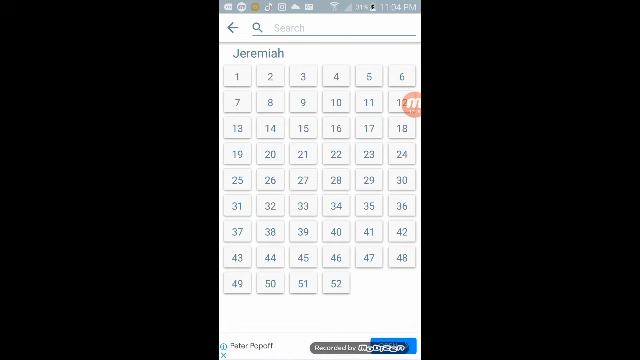 31% 11:04 PM
Search
Jeremiah
1 2 3 4 5 6
7 8 9 10 11 12
13 14 15 16 17 18
19 20 21 22 23 24
25 26 27 28 29 30
31 32 33 34 35 36
37 38 39 40 41 42
43 44 45 46 47 48
49 50 51 52
Peter Popoff
Recorded by MOBIZEN